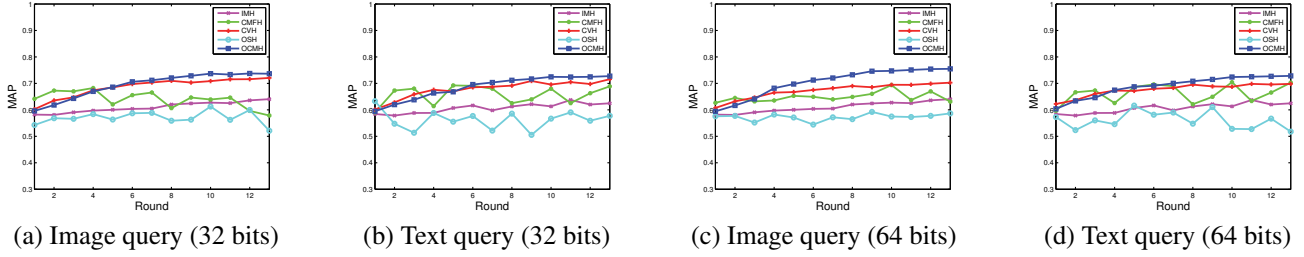 1
0.9
0.8
0.7
0.6
0.5
0.4
0.3
MAP
2 4 6 8 10 12
Round
IMH
CMFH
CVH
OSH
OCMH
(a) Image query (32 bits)
1
0.9
0.8
0.7
0.6
0.5
0.4
0.3
MAP
2 4 6 8 10 12
Round
IMH
CMFH
CVH
OSH
OCMH
(b) Text query (32 bits)
1
0.9
0.8
0.7
0.6
0.5
0.4
0.3
MAP
2 4 6 8 10 12
Round
IMH
CMFH
CVH
OSH
OCMH
(c) Image query (64 bits)
1
0.9
0.8
0.7
0.6
0.5
0.4
0.3
MAP
2 4 6 8 10 12
Round
IMH
CMFH
CVH
OSH
OCMH
(d) Text query (64 bits)